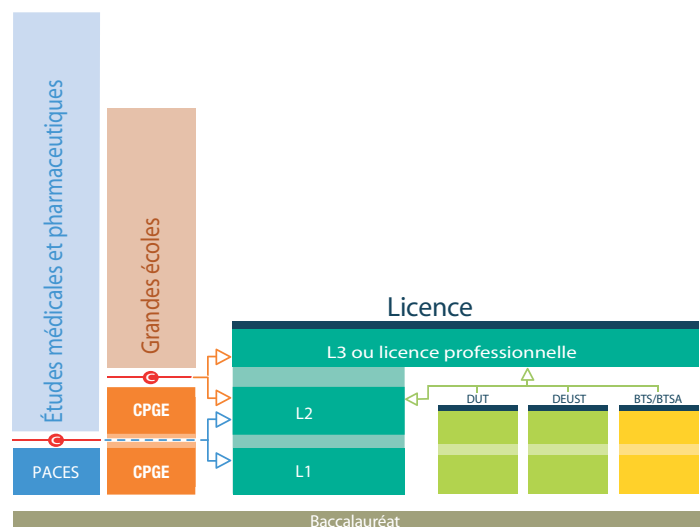 Études médicales et pharmaceutiques
Grandes écoles
Licence
L3 ou licence professionnelle
C
CPGE
L2
DUT
DEUST
BTS/BTSA
C
PACES
CPGE
L1
Baccalauréat